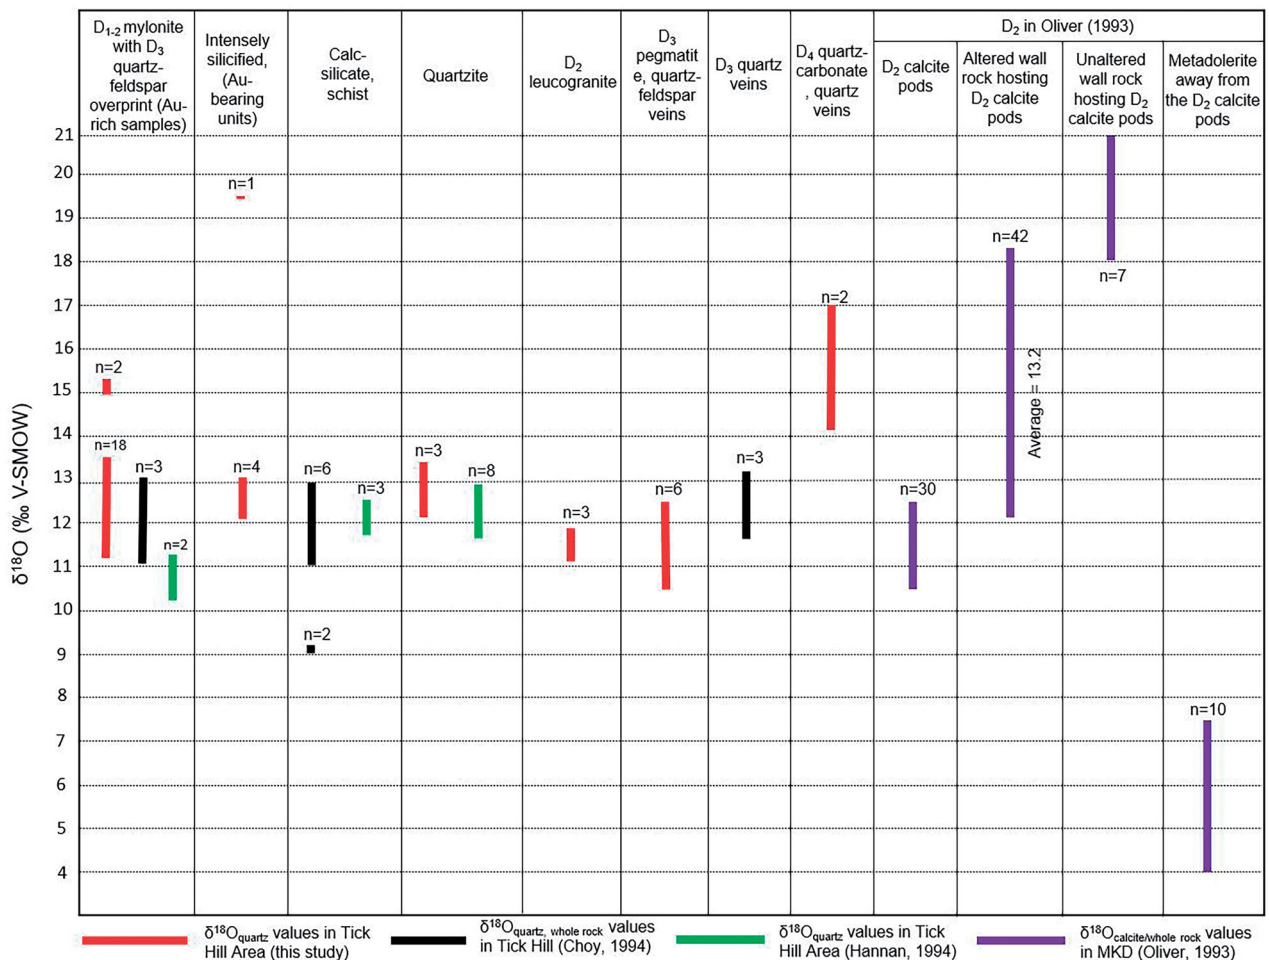 D1-2 mylonite
with D3
quartz-
feldspar
overprint (Au-
rich samples)
Intensely
silicified,
(Au-
bearing
units)
Calc-
silicate,
schist
Quartzite
D2
leucogranite
D3
pegmatit
e, quartz-
feldspar
veins
D3 quartz
veins
D4 quartz-
carbonate
, quartz
veins
D2 in Oliver (1993)
D2 calcite
pods
Altered wall
rock hosting
D2 calcite
pods
Unaltered
wall rock
hosting D2
calcite pods
Metadolerite
away from
the D2 calcite
pods
δ18O (‰ V-SMOW)
21
20
19
18
17
16
15
14
13
12
11
10
9
8
7
6
5
4
n=2
n=18
n=3
n=2
n=1
n=4
n=6
n=3
n=2
n=3
n=8
n=3
n=6
n=3
n=2
n=30
n=42
Average = 13.2
n=7
n=10
δ18Oquartz values in Tick
Hill Area (this study)
δ18Oquartz, whole rock values
in Tick Hill (Choy, 1994)
δ18Oquartz values in Tick
Hill Area (Hannan, 1994)
δ18Ocalcite/whole rock values
in MKD (Oliver, 1993)